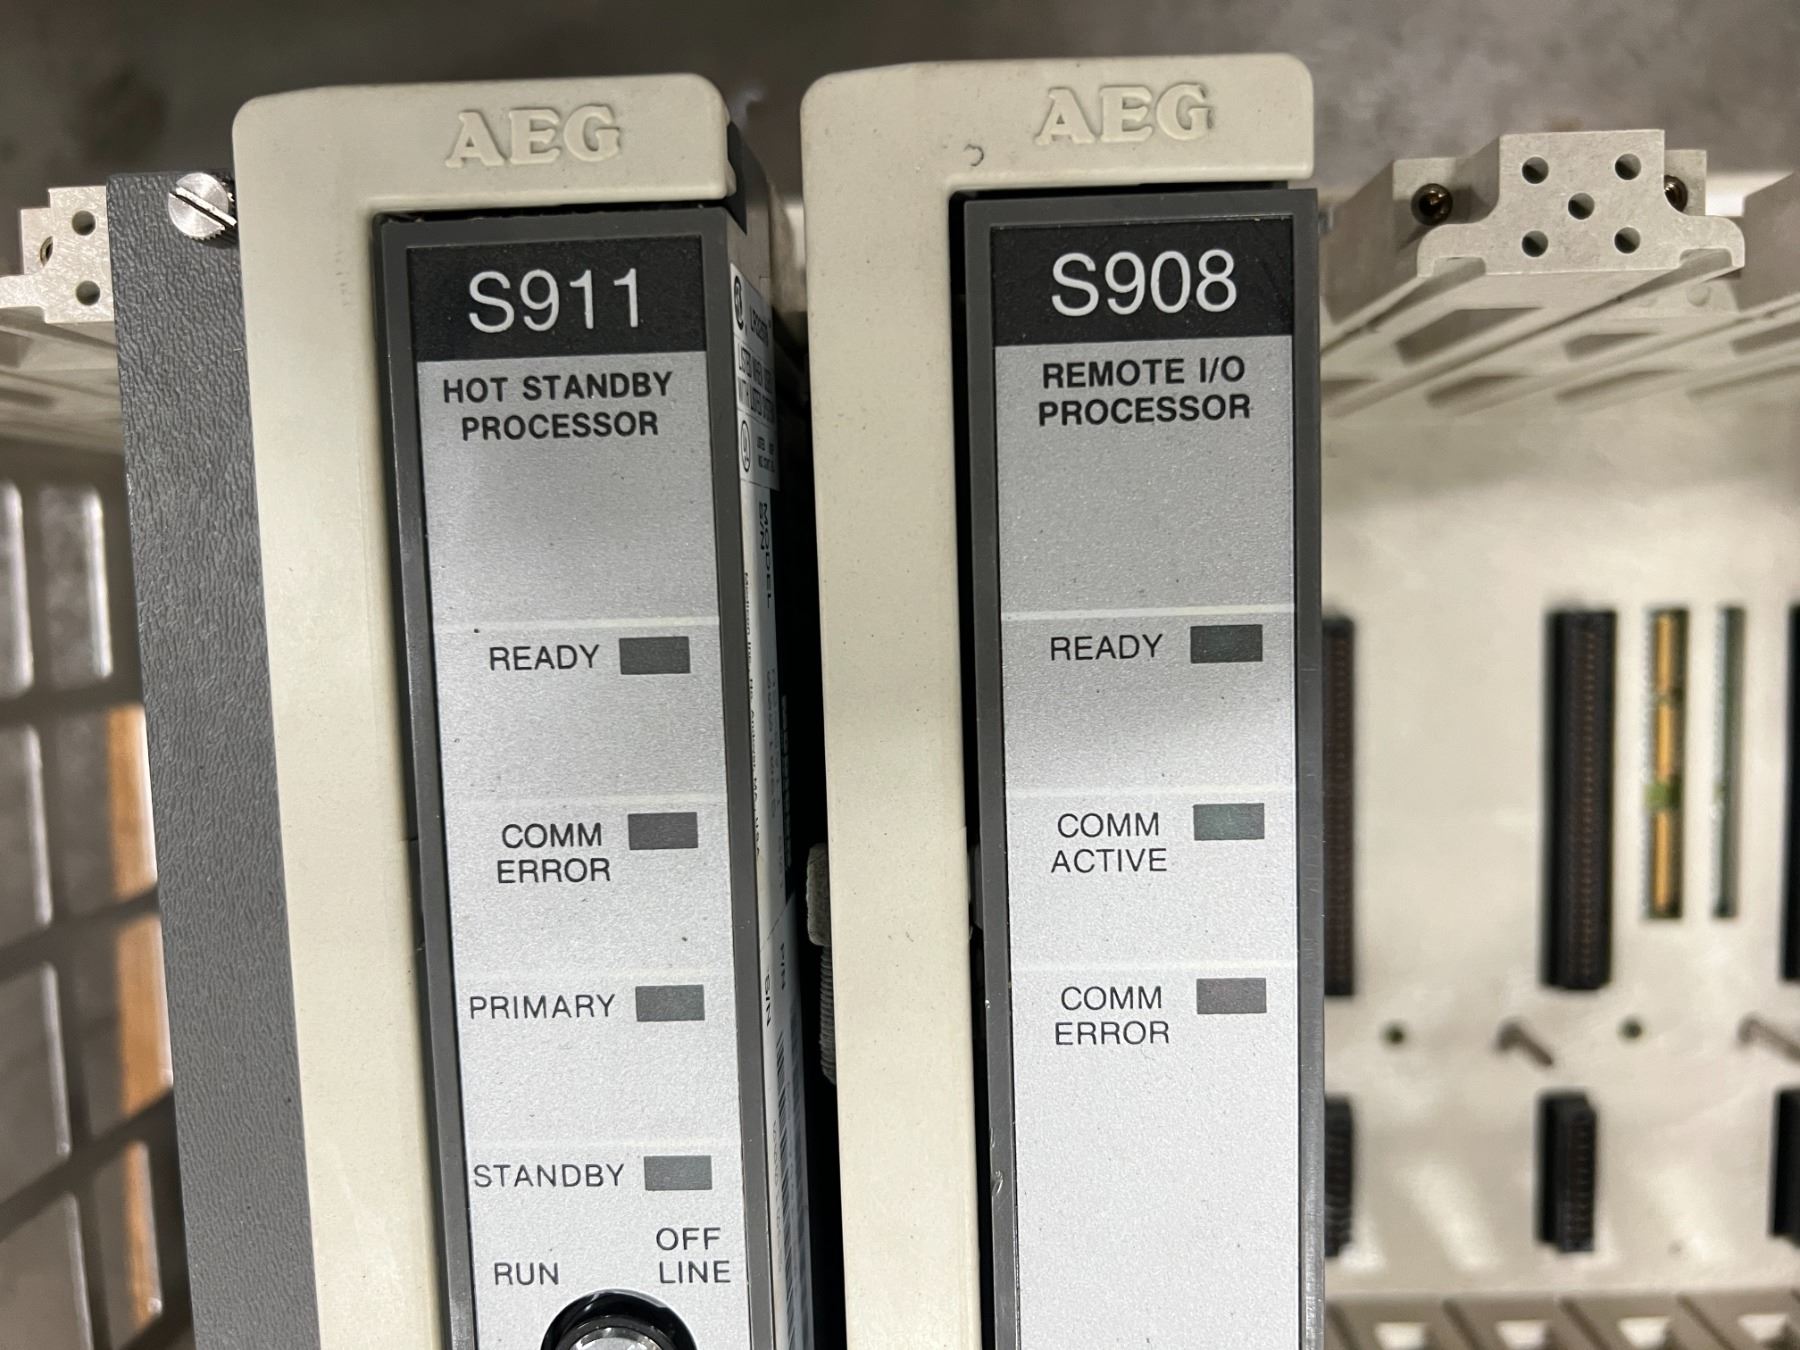 AEG
S911
HOT STANDBY
PROCESSOR
READY
COMM
ERROR
PRIMARY
STANDBY
RUN
OFF
LINE
MODEL
S/N
AEG
S908
REMOTE I/O
PROCESSOR
READY
COMM
ACTIVE
COMM
ERROR